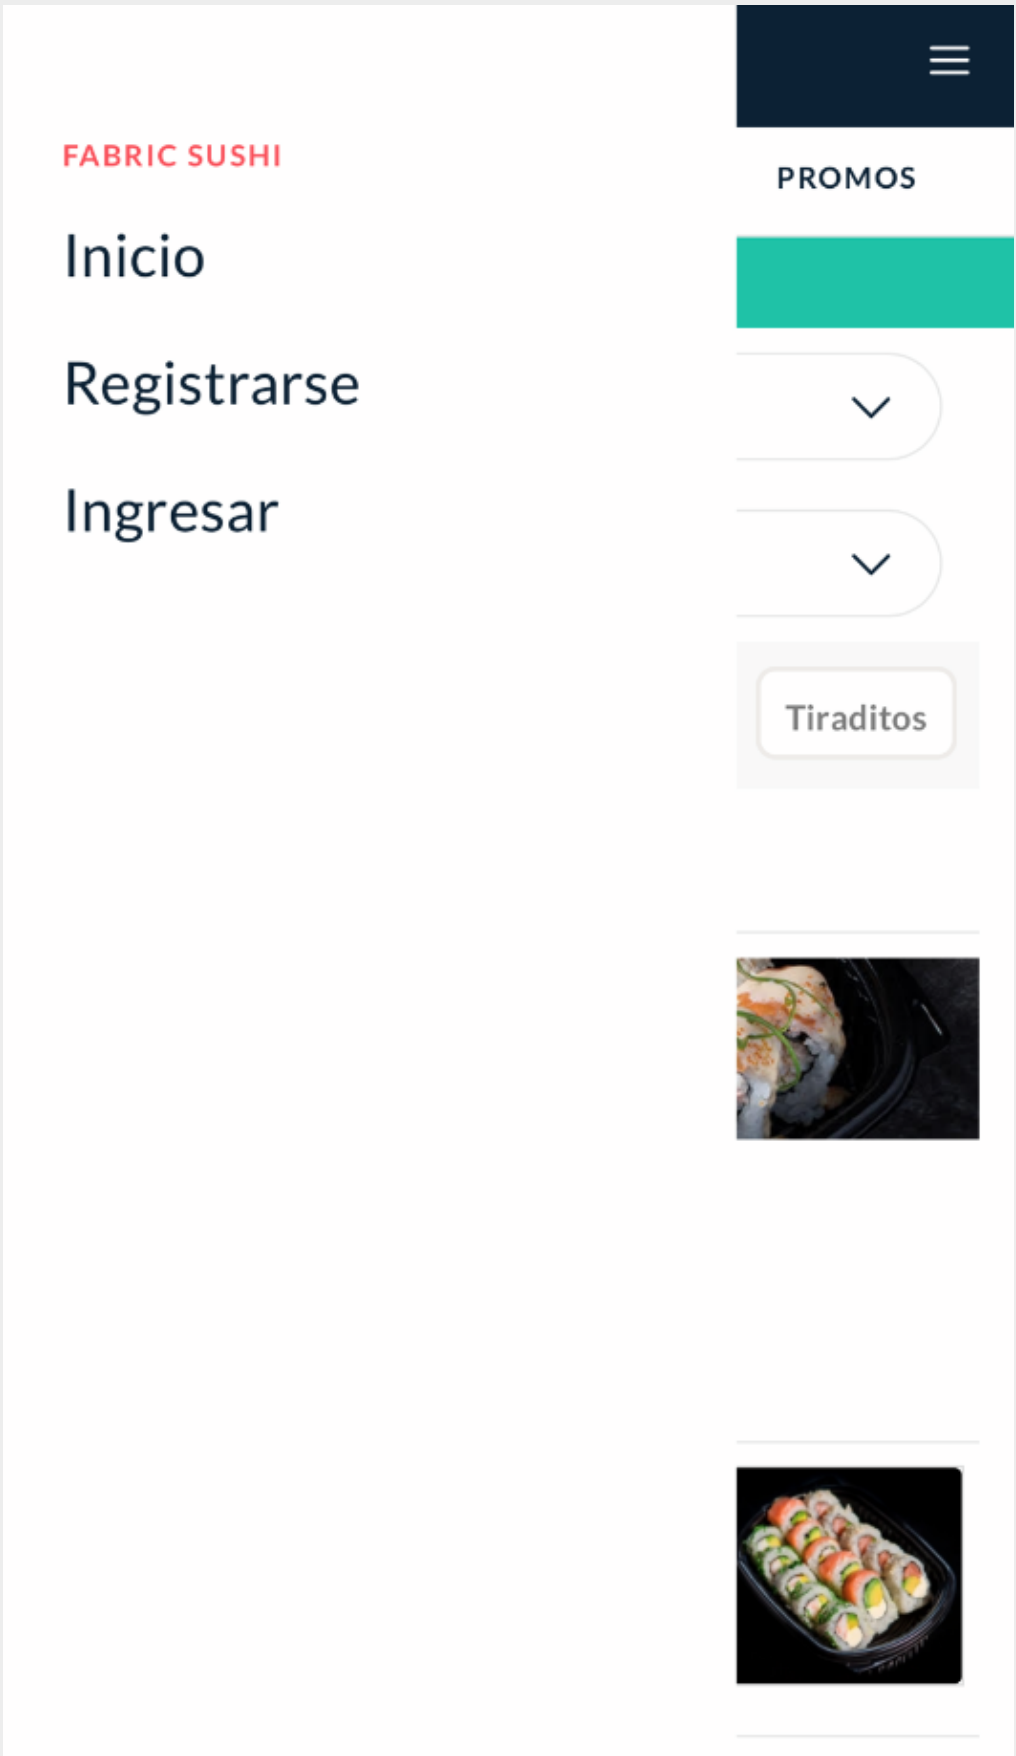 FABRIC SUSHI
Inicio
Registrarse
Ingresar
PROMOS
Tiraditos